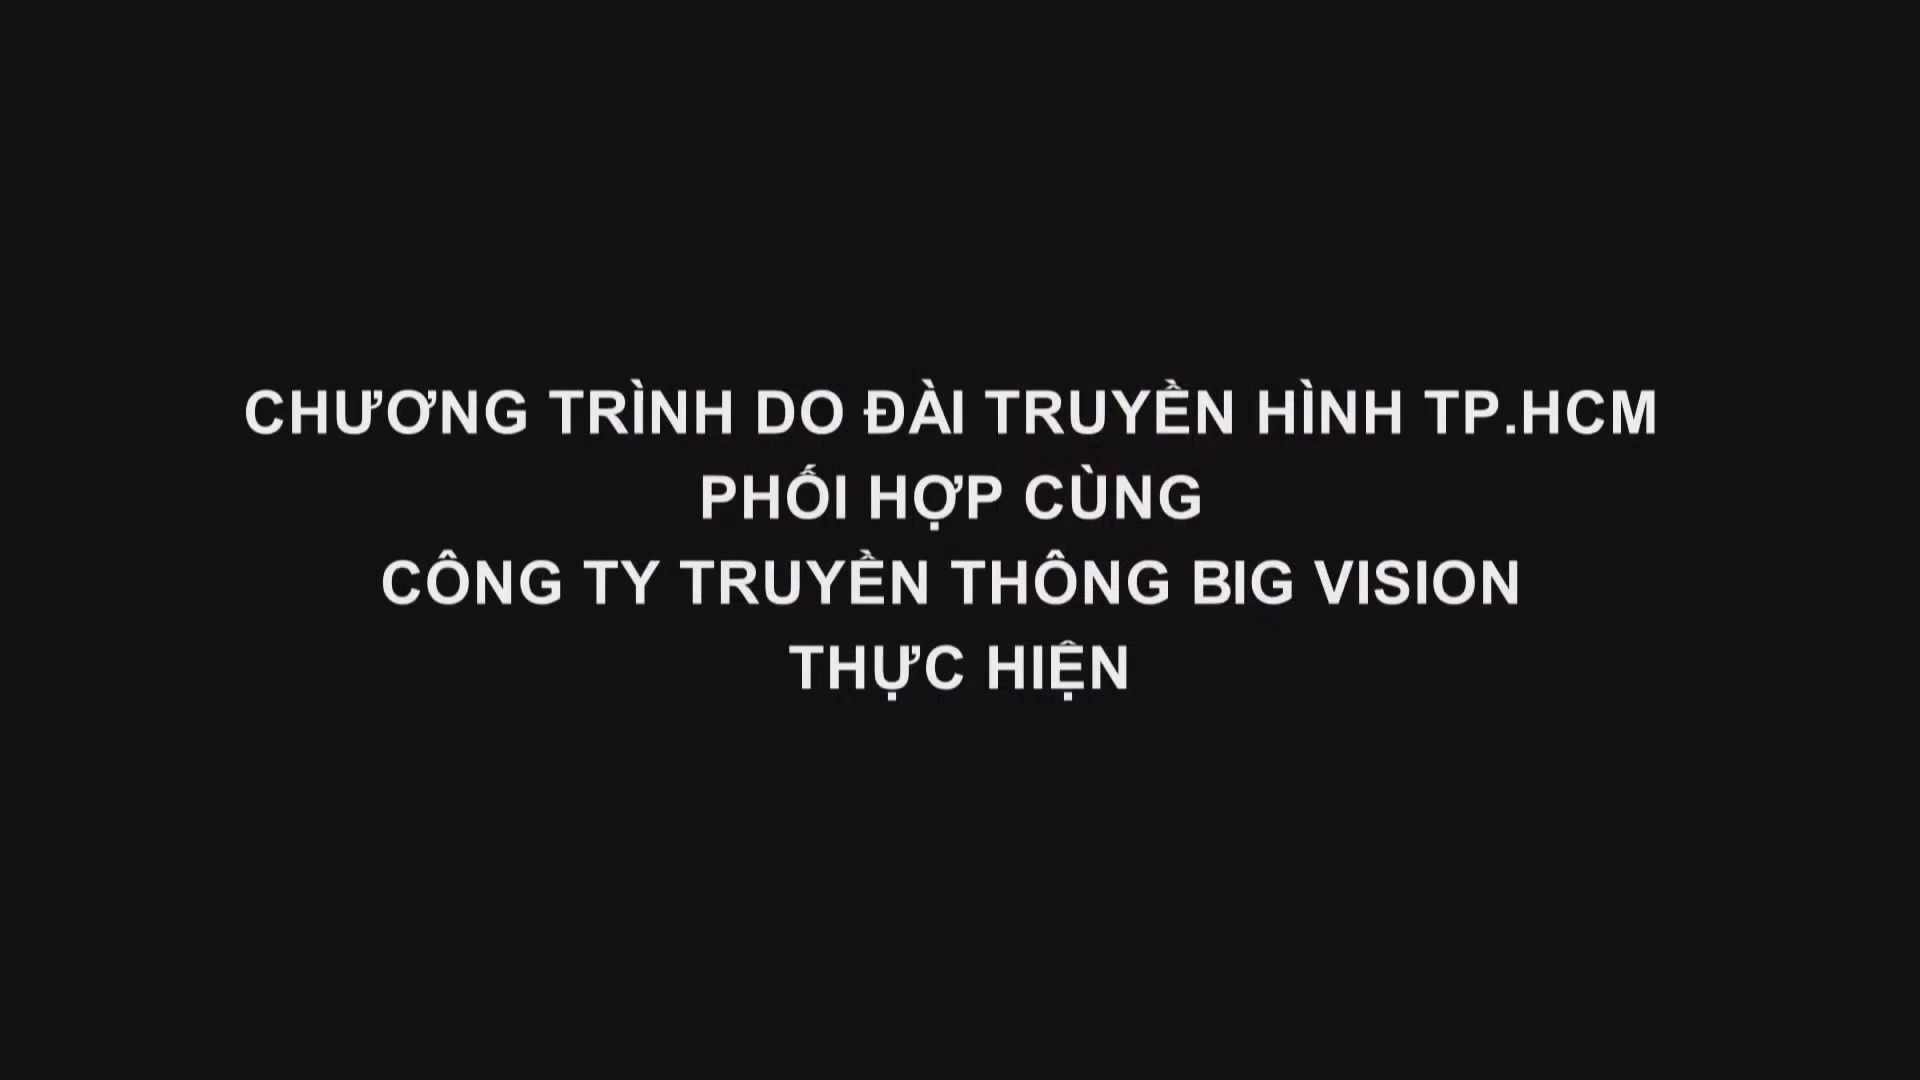 CHƯƠNG TRÌNH DO ĐÀI TRUYỀN HÌNH TP.HCM
PHỐI HỢP CÙNG
CÔNG TY TRUYỀN THÔNG BIG VISION
THỰC HIỆN